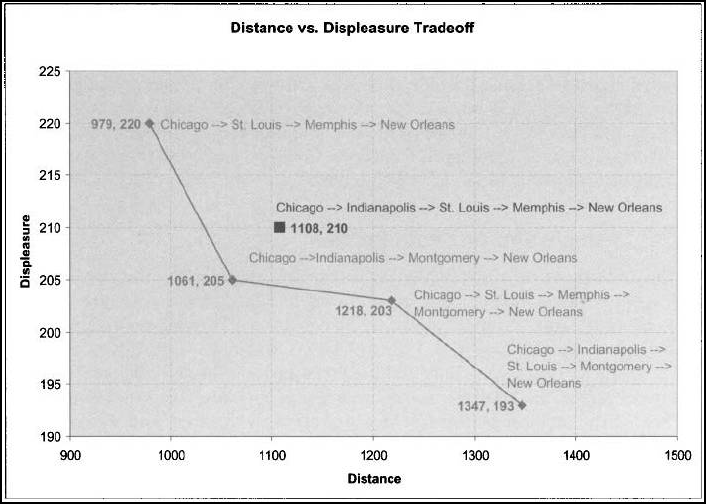 Distance vs. Displeasure Tradeoff
225
220
215
210
205
200
195
190
Displeasure
979, 220
Chicago --> St. Louis --> Memphis --> New Orleans
Chicago --> Indianapolis --> St. Louis --> Memphis --> New Orleans
1108, 210
Chicago -->Indianapolis --> Montgomery --> New Orleans
1061, 205
Chicago --> St. Louis --> Memphis -->
Montgomery --> New Orleans
1218, 203
Chicago --> Indianapolis -->
St. Louis --> Montgomery -->
New Orleans
1347, 193
900 1000 1100 1200 1300 1400 1500
Distance